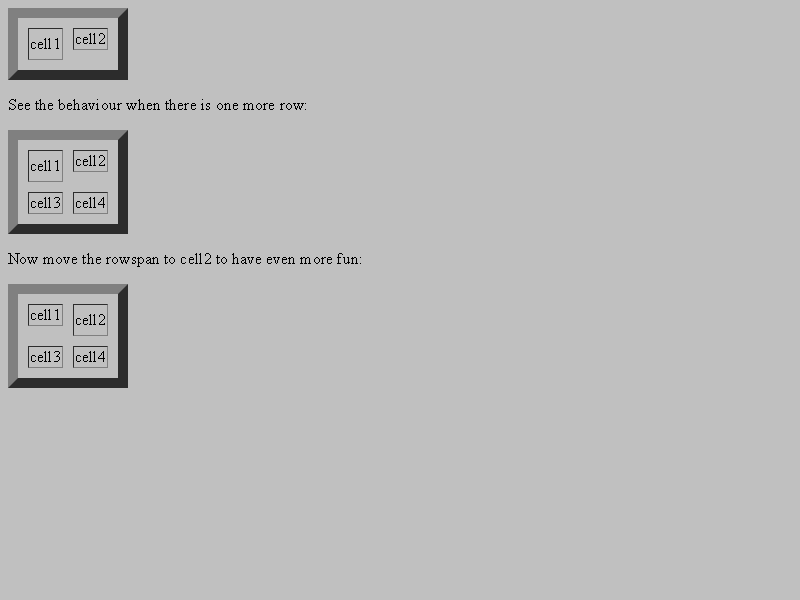 cell1 cell2
See the behaviour when there is one more row:
cell1 cell2
cell3 cell4
Now move the rowspan to cell2 to have even more fun:
cell1 cell2
cell3 cell4